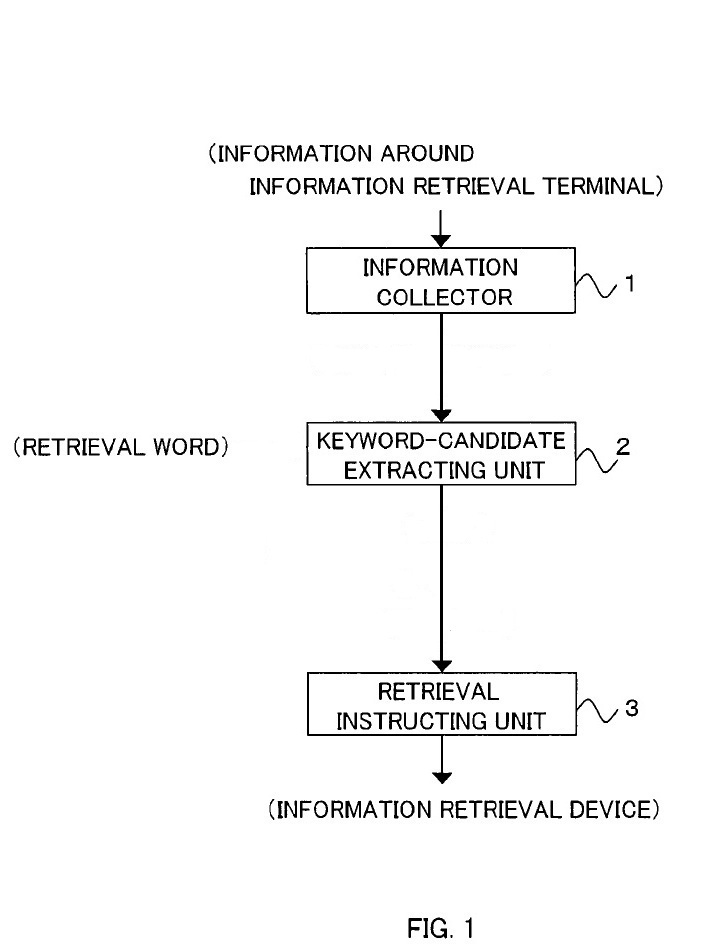 (INFORMATION AROUND
INFORMATION RETRIEVAL TERMINAL)
INFORMATION
COLLECTOR
1
(RETRIEVAL WORD)
KEYWORD-CANDIDATE
EXTRACTING UNIT
2
RETRIEVAL
INSTRUCTING UNIT
3
(INFORMATION RETRIEVAL DEVICE)
FIG. 1